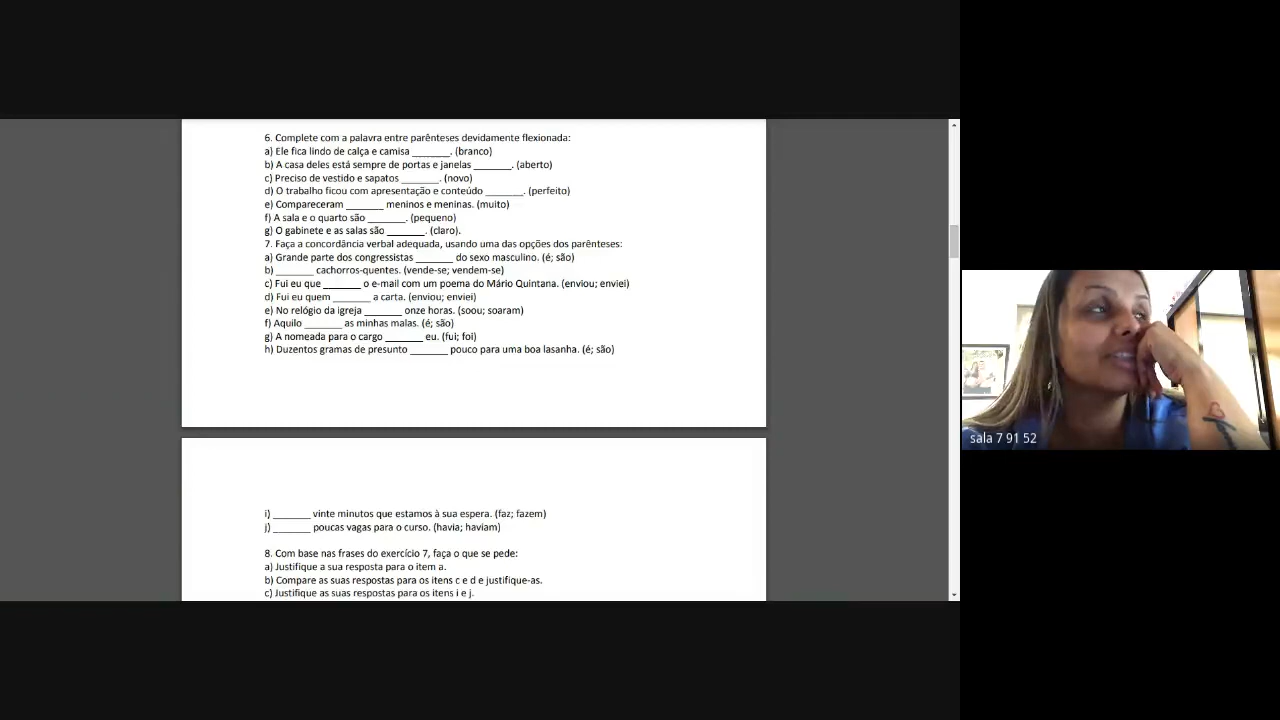 6. Complete com a palavra entre parênteses devidamente flexionada:
a) Ele fica lindo de calça e camisa _______. (branco)
b) A casa deles está sempre de portas e janelas _______. (aberto)
c) Preciso de vestido e sapatos _______. (novo)
d) O trabalho ficou com apresentação e conteúdo _______. (perfeito)
e) Compareceram _______ meninos e meninas. (muito)
f) A sala e o quarto são _______. (pequeno)
g) O gabinete e as salas são _______. (claro).
7. Faça a concordância verbal adequada, usando uma das opções dos parênteses:
a) Grande parte dos congressistas _______ do sexo masculino. (é; são)
b) _______ cachorros-quentes. (vende-se; vendem-se)
c) Fui eu que _______ o e-mail com um poema do Mário Quintana. (enviou; enviei)
d) Fui eu quem _______ a carta. (enviou; enviei)
e) No relógio da igreja _______ onze horas. (soou; soaram)
f) Aquilo _______ as minhas malas. (é; são)
g) A nomeada para o cargo _______ eu. (fui; foi)
h) Duzentos gramas de presunto _______ pouco para uma boa lasanha. (é; são)
i) _______ vinte minutos que estamos à sua espera. (faz; fazem)
j) _______ poucas vagas para o curso. (havia; haviam)
8. Com base nas frases do exercício 7, faça o que se pede:
a) Justifique a sua resposta para o item a.
b) Compare as suas respostas para os itens c e d e justifique-as.
c) Justifique as suas respostas para os itens i e j.
sala 7 91 52